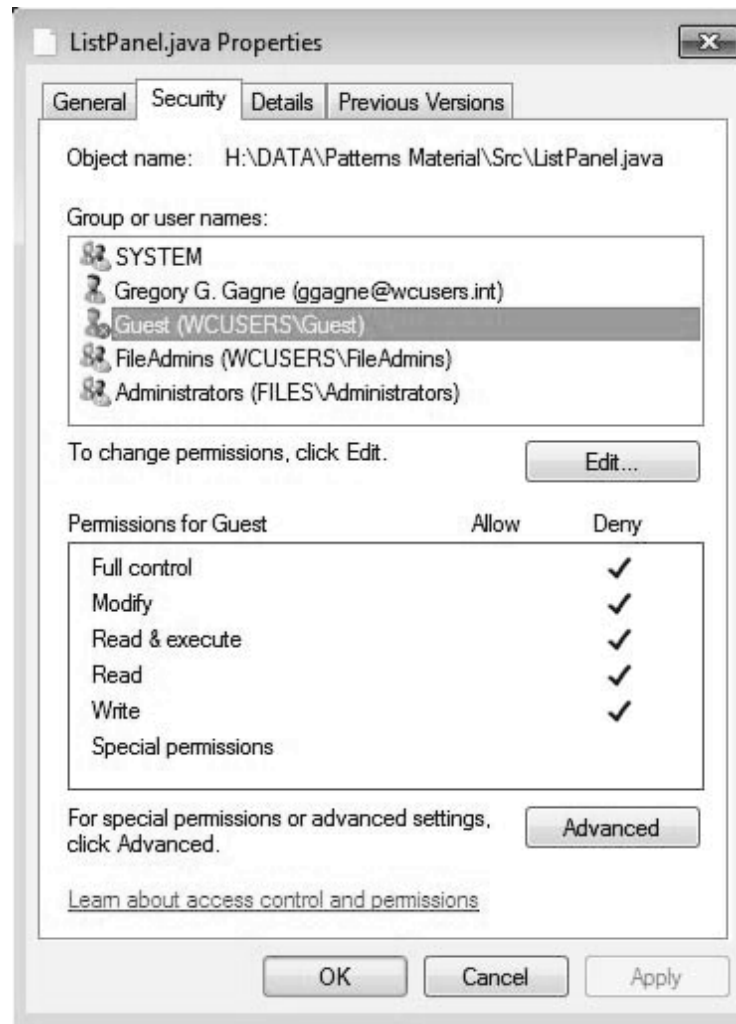 ListPanel.java Properties
General Security Details Previous Versions
Object name: H:\DATA\Patterns Material\Src\ListPanel.java
Group or user names:
SYSTEM
Gregory G. Gagne (ggagne@wcusers.int)
Guest (WCUSERS\Guest)
FileAdmins (WCUSERS\FileAdmins)
Administrators (FILES\Administrators)
To change permissions, click Edit. Edit...
Permissions for Guest Allow Deny
Full control
Modify
Read & execute
Read
Write
Special permissions
For special permissions or advanced settings, Advanced
click Advanced.
Learn about access control and permissions
OK Cancel Apply